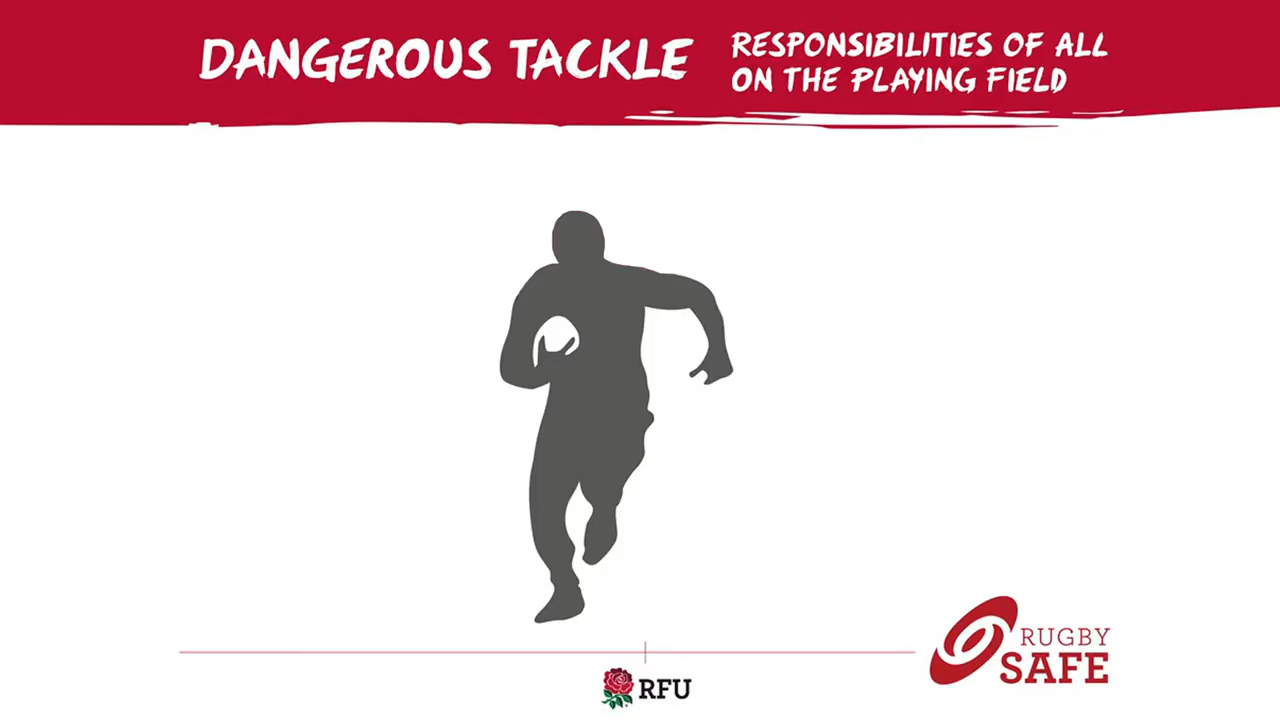 DANGEROUS TACKLE
RESPONSIBILITIES OF ALL
ON THE PLAYING FIELD
RUGBY
SAFE
RFU